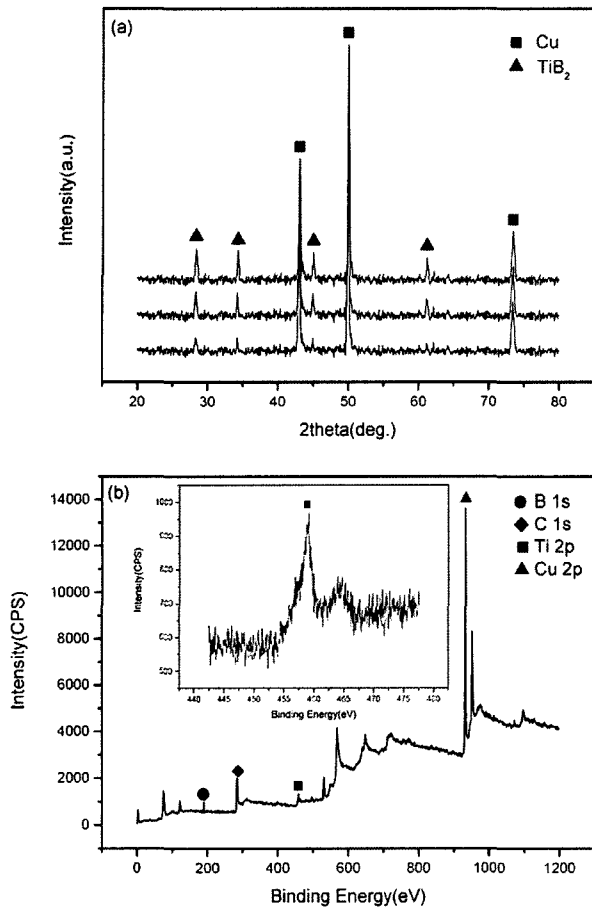 (a)
Cu
TiB2
Intensity(a.u.)
20 30 40 50 60 70 80
2theta(deg.)
(b)
B 1s
C 1s
Ti 2p
Cu 2p
14000
12000
10000
8000
6000
4000
2000
0
Intensity(CPS)
1000
Intensity(CPS)
440 445 450 455 460 465 470 475 480
Binding Energy(eV)
0 200 400 600 800 1000 1200
Binding Energy(eV)